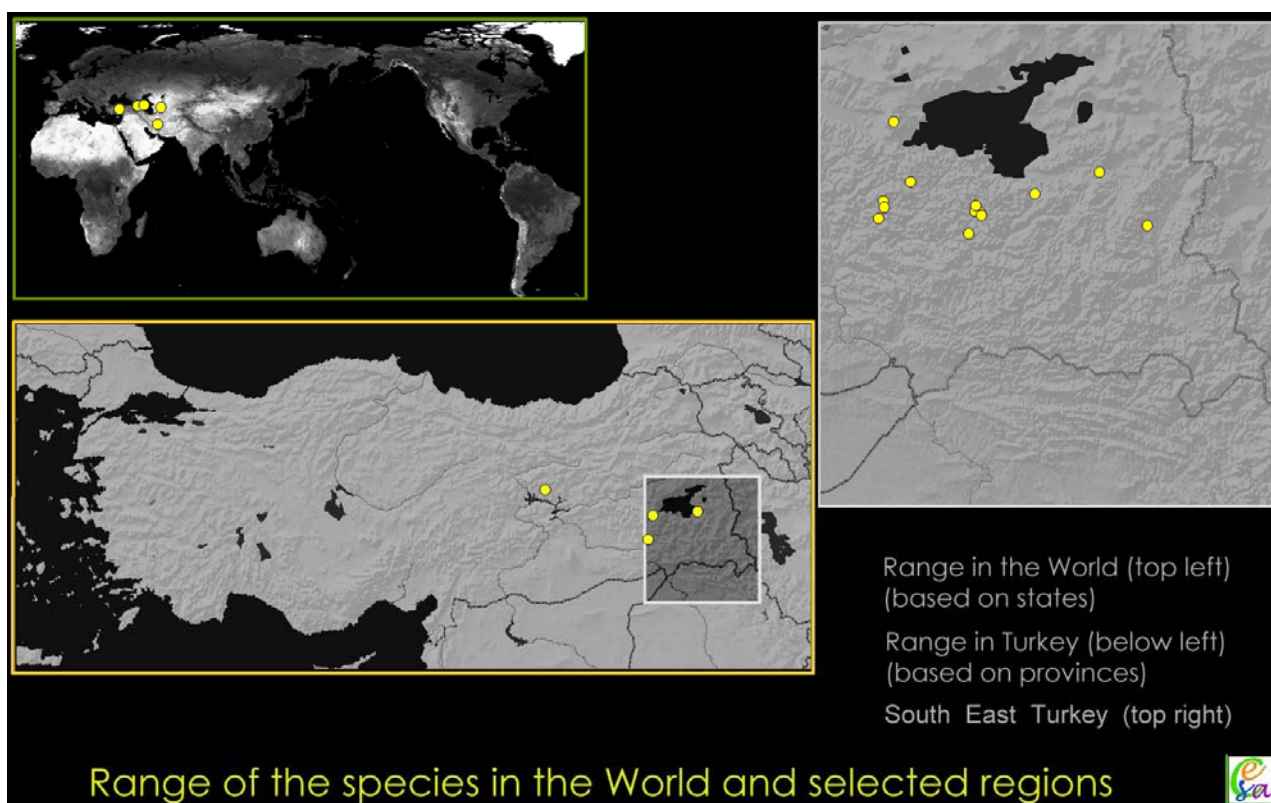 Range in the World (top left)
(based on states)
Range in Turkey (below left)
(based on provinces)
South East Turkey (top right)
Range of the species in the World and selected regions
esa